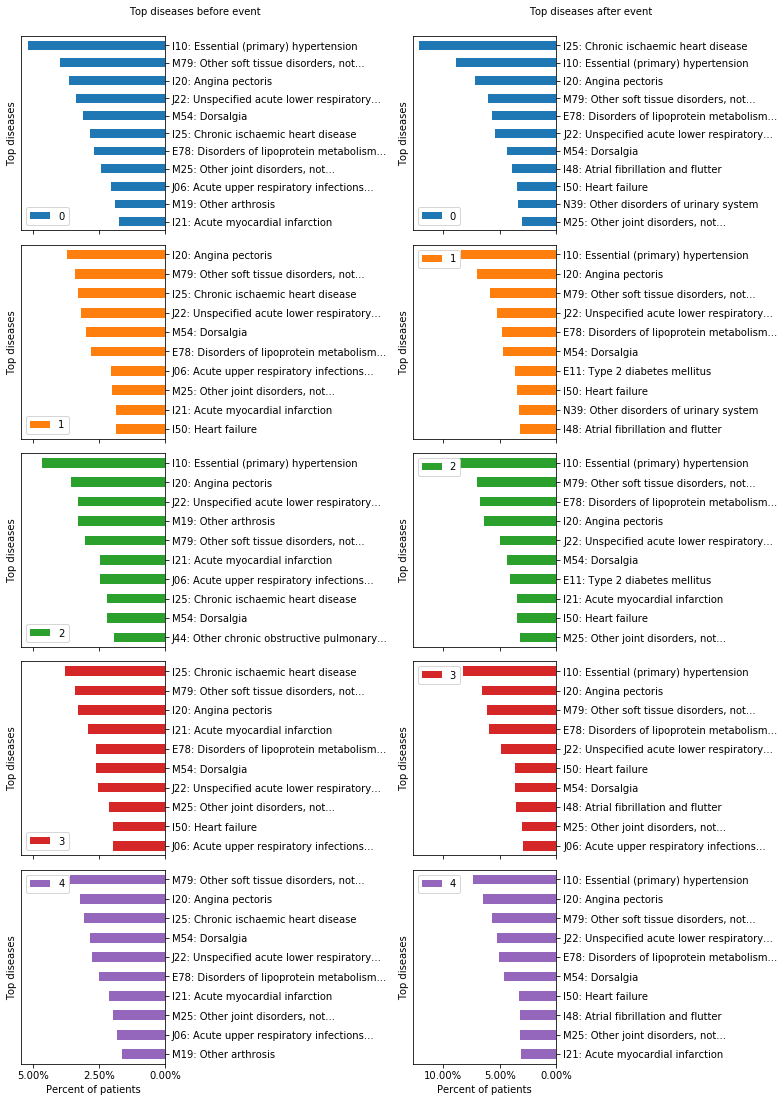 Top diseases before event
Top diseases
I10: Essential (primary) hypertension
M79: Other soft tissue disorders, not...
I20: Angina pectoris
J22: Unspecified acute lower respiratory...
M54: Dorsalgia
I25: Chronic ischaemic heart disease
E78: Disorders of lipoprotein metabolism...
M25: Other joint disorders, not...
J06: Acute upper respiratory infections...
M19: Other arthrosis
I21: Acute myocardial infarction
0
Top diseases after event
Top diseases
I25: Chronic ischaemic heart disease
I10: Essential (primary) hypertension
I20: Angina pectoris
M79: Other soft tissue disorders, not...
E78: Disorders of lipoprotein metabolism...
J22: Unspecified acute lower respiratory...
M54: Dorsalgia
I48: Atrial fibrillation and flutter
I50: Heart failure
N39: Other disorders of urinary system
M25: Other joint disorders, not...
0
Top diseases
I20: Angina pectoris
M79: Other soft tissue disorders, not...
I25: Chronic ischaemic heart disease
J22: Unspecified acute lower respiratory...
M54: Dorsalgia
E78: Disorders of lipoprotein metabolism...
J06: Acute upper respiratory infections...
M25: Other joint disorders, not...
I21: Acute myocardial infarction
I50: Heart failure
1
Top diseases
1
I10: Essential (primary) hypertension
I20: Angina pectoris
M79: Other soft tissue disorders, not...
J22: Unspecified acute lower respiratory...
E78: Disorders of lipoprotein metabolism...
M54: Dorsalgia
E11: Type 2 diabetes mellitus
I50: Heart failure
N39: Other disorders of urinary system
I48: Atrial fibrillation and flutter
Top diseases
I10: Essential (primary) hypertension
I20: Angina pectoris
J22: Unspecified acute lower respiratory...
M19: Other arthrosis
M79: Other soft tissue disorders, not...
I21: Acute myocardial infarction
J06: Acute upper respiratory infections...
I25: Chronic ischaemic heart disease
M54: Dorsalgia
J44: Other chronic obstructive pulmonary...
2
Top diseases
2
I10: Essential (primary) hypertension
M79: Other soft tissue disorders, not...
E78: Disorders of lipoprotein metabolism...
I20: Angina pectoris
J22: Unspecified acute lower respiratory...
M54: Dorsalgia
E11: Type 2 diabetes mellitus
I21: Acute myocardial infarction
I50: Heart failure
M25: Other joint disorders, not...
Top diseases
I25: Chronic ischaemic heart disease
M79: Other soft tissue disorders, not...
I20: Angina pectoris
I21: Acute myocardial infarction
E78: Disorders of lipoprotein metabolism...
M54: Dorsalgia
J22: Unspecified acute lower respiratory...
M25: Other joint disorders, not...
I50: Heart failure
J06: Acute upper respiratory infections...
3
Top diseases
3
I10: Essential (primary) hypertension
I20: Angina pectoris
M79: Other soft tissue disorders, not...
E78: Disorders of lipoprotein metabolism...
J22: Unspecified acute lower respiratory...
I50: Heart failure
M54: Dorsalgia
I48: Atrial fibrillation and flutter
M25: Other joint disorders, not...
J06: Acute upper respiratory infections...
Top diseases
4
M79: Other soft tissue disorders, not...
I20: Angina pectoris
I25: Chronic ischaemic heart disease
M54: Dorsalgia
J22: Unspecified acute lower respiratory...
E78: Disorders of lipoprotein metabolism...
I21: Acute myocardial infarction
M25: Other joint disorders, not...
J06: Acute upper respiratory infections...
M19: Other arthrosis
5.00% 2.50% 0.00%
Percent of patients
Top diseases
4
I10: Essential (primary) hypertension
I20: Angina pectoris
M79: Other soft tissue disorders, not...
J22: Unspecified acute lower respiratory...
E78: Disorders of lipoprotein metabolism...
M54: Dorsalgia
I50: Heart failure
I48: Atrial fibrillation and flutter
M25: Other joint disorders, not...
I21: Acute myocardial infarction
10.00% 5.00% 0.00%
Percent of patients